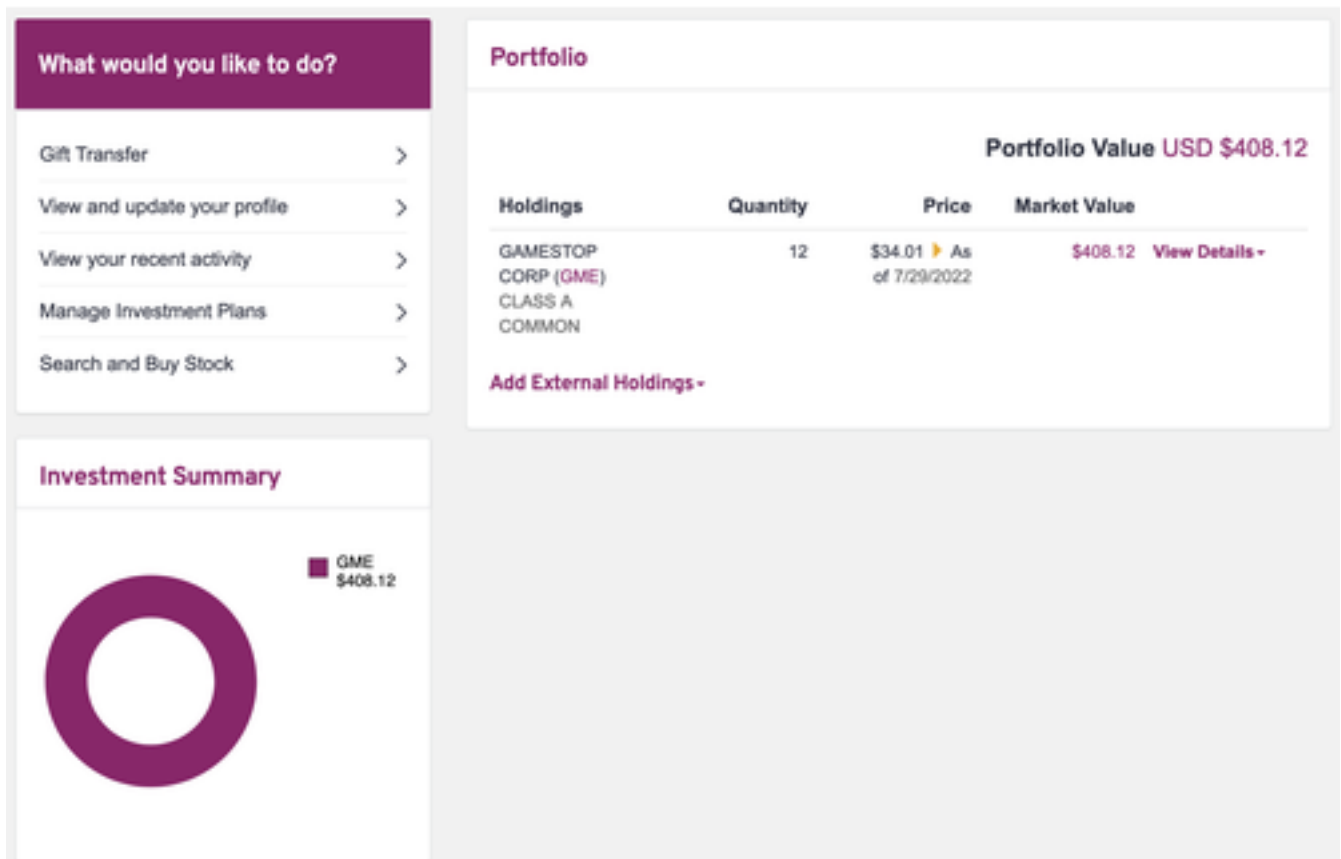 What would you like to do?
Gift Transfer
View and update your profile
View your recent activity
Manage Investment Plans
Search and Buy Stock
Portfolio
Portfolio Value USD $408.12
Holdings Quantity Price Market Value
GAMESTOP 12 $34.01 As $408.12 View Details
CORP (GME) of 7/29/2022
CLASS A
COMMON
Add External Holdings
Investment Summary
GME
$408.12